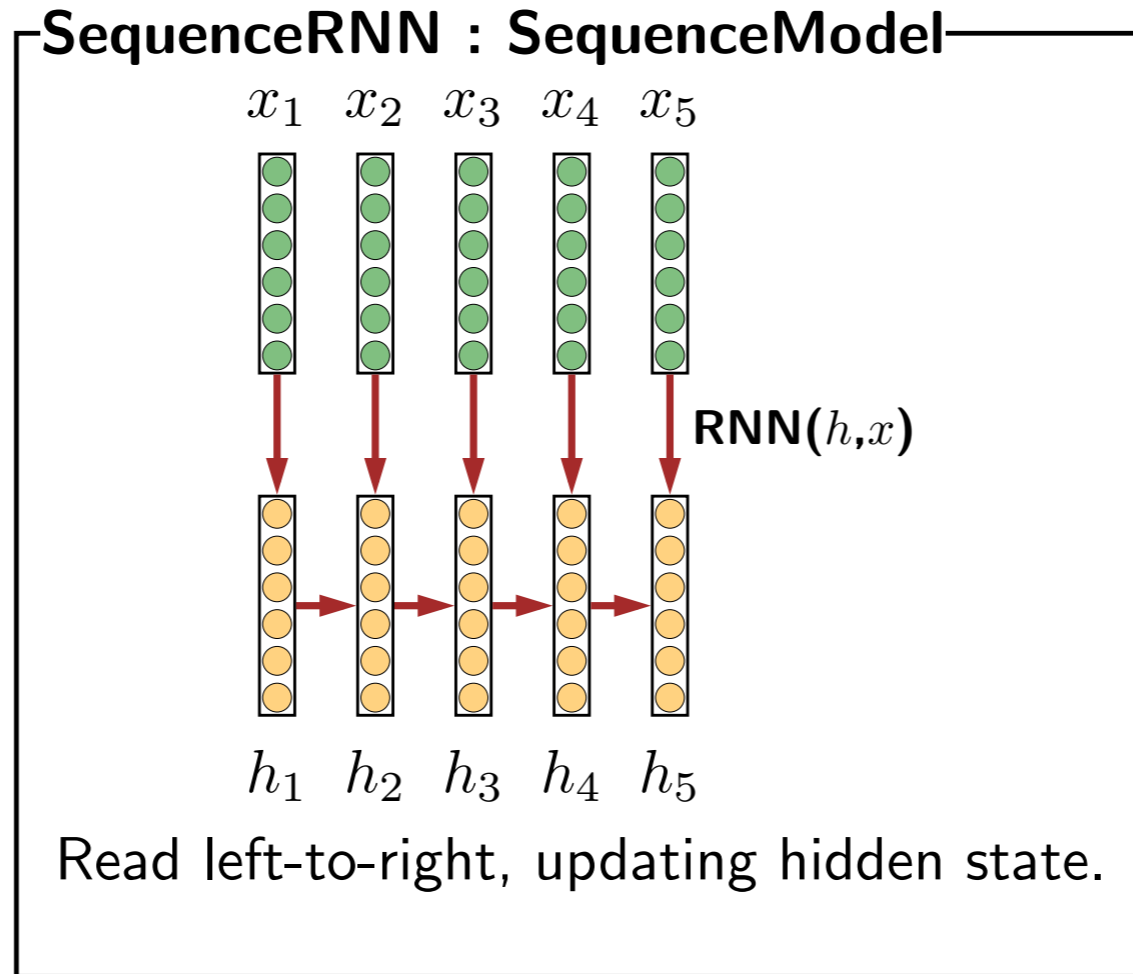 SequenceRNN : SequenceModel
x₁ x₂ x₃ x₄ x₅
RNN(h,x)
h₁ h₂ h₃ h₄ h₅
Read left-to-right, updating hidden state.